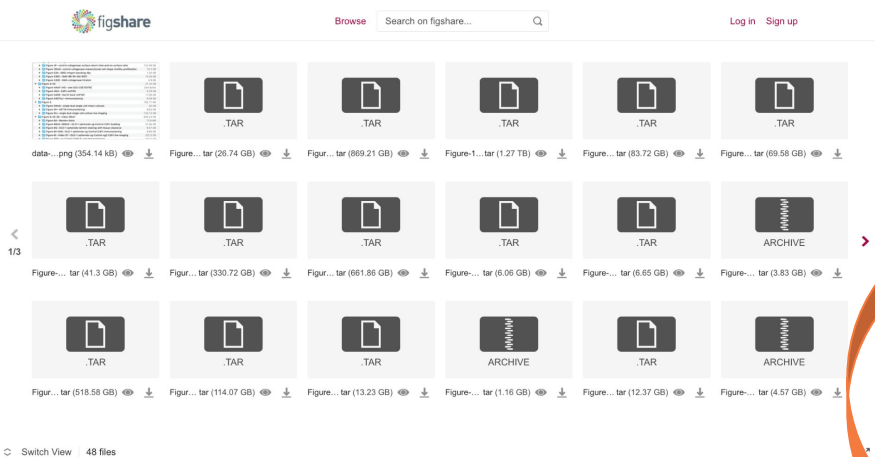 figshare
Browse
Search on figshare...
Log in Sign up
.TAR
.TAR
.TAR
.TAR
.TAR
data-...png (354.14 kB)
Figure... tar (26.74 GB)
Figur... tar (869.21 GB)
Figure-1...tar (1.27 TB)
Figure... tar (83.72 GB)
Figure... tar (69.58 GB)
1/3
.TAR
.TAR
.TAR
.TAR
.TAR
ARCHIVE
Figure-... tar (41.3 GB)
Figur... tar (330.72 GB)
Figur... tar (661.86 GB)
Figure-... tar (6.06 GB)
Figure-... tar (6.65 GB)
Figure-... tar (3.83 GB)
.TAR
.TAR
.TAR
ARCHIVE
.TAR
ARCHIVE
Figur... tar (518.58 GB)
Figur... tar (114.07 GB)
Figure... tar (13.23 GB)
Figure-... tar (1.16 GB)
Figure... tar (12.37 GB)
Figure-... tar (4.57 GB)
Switch View
48 files